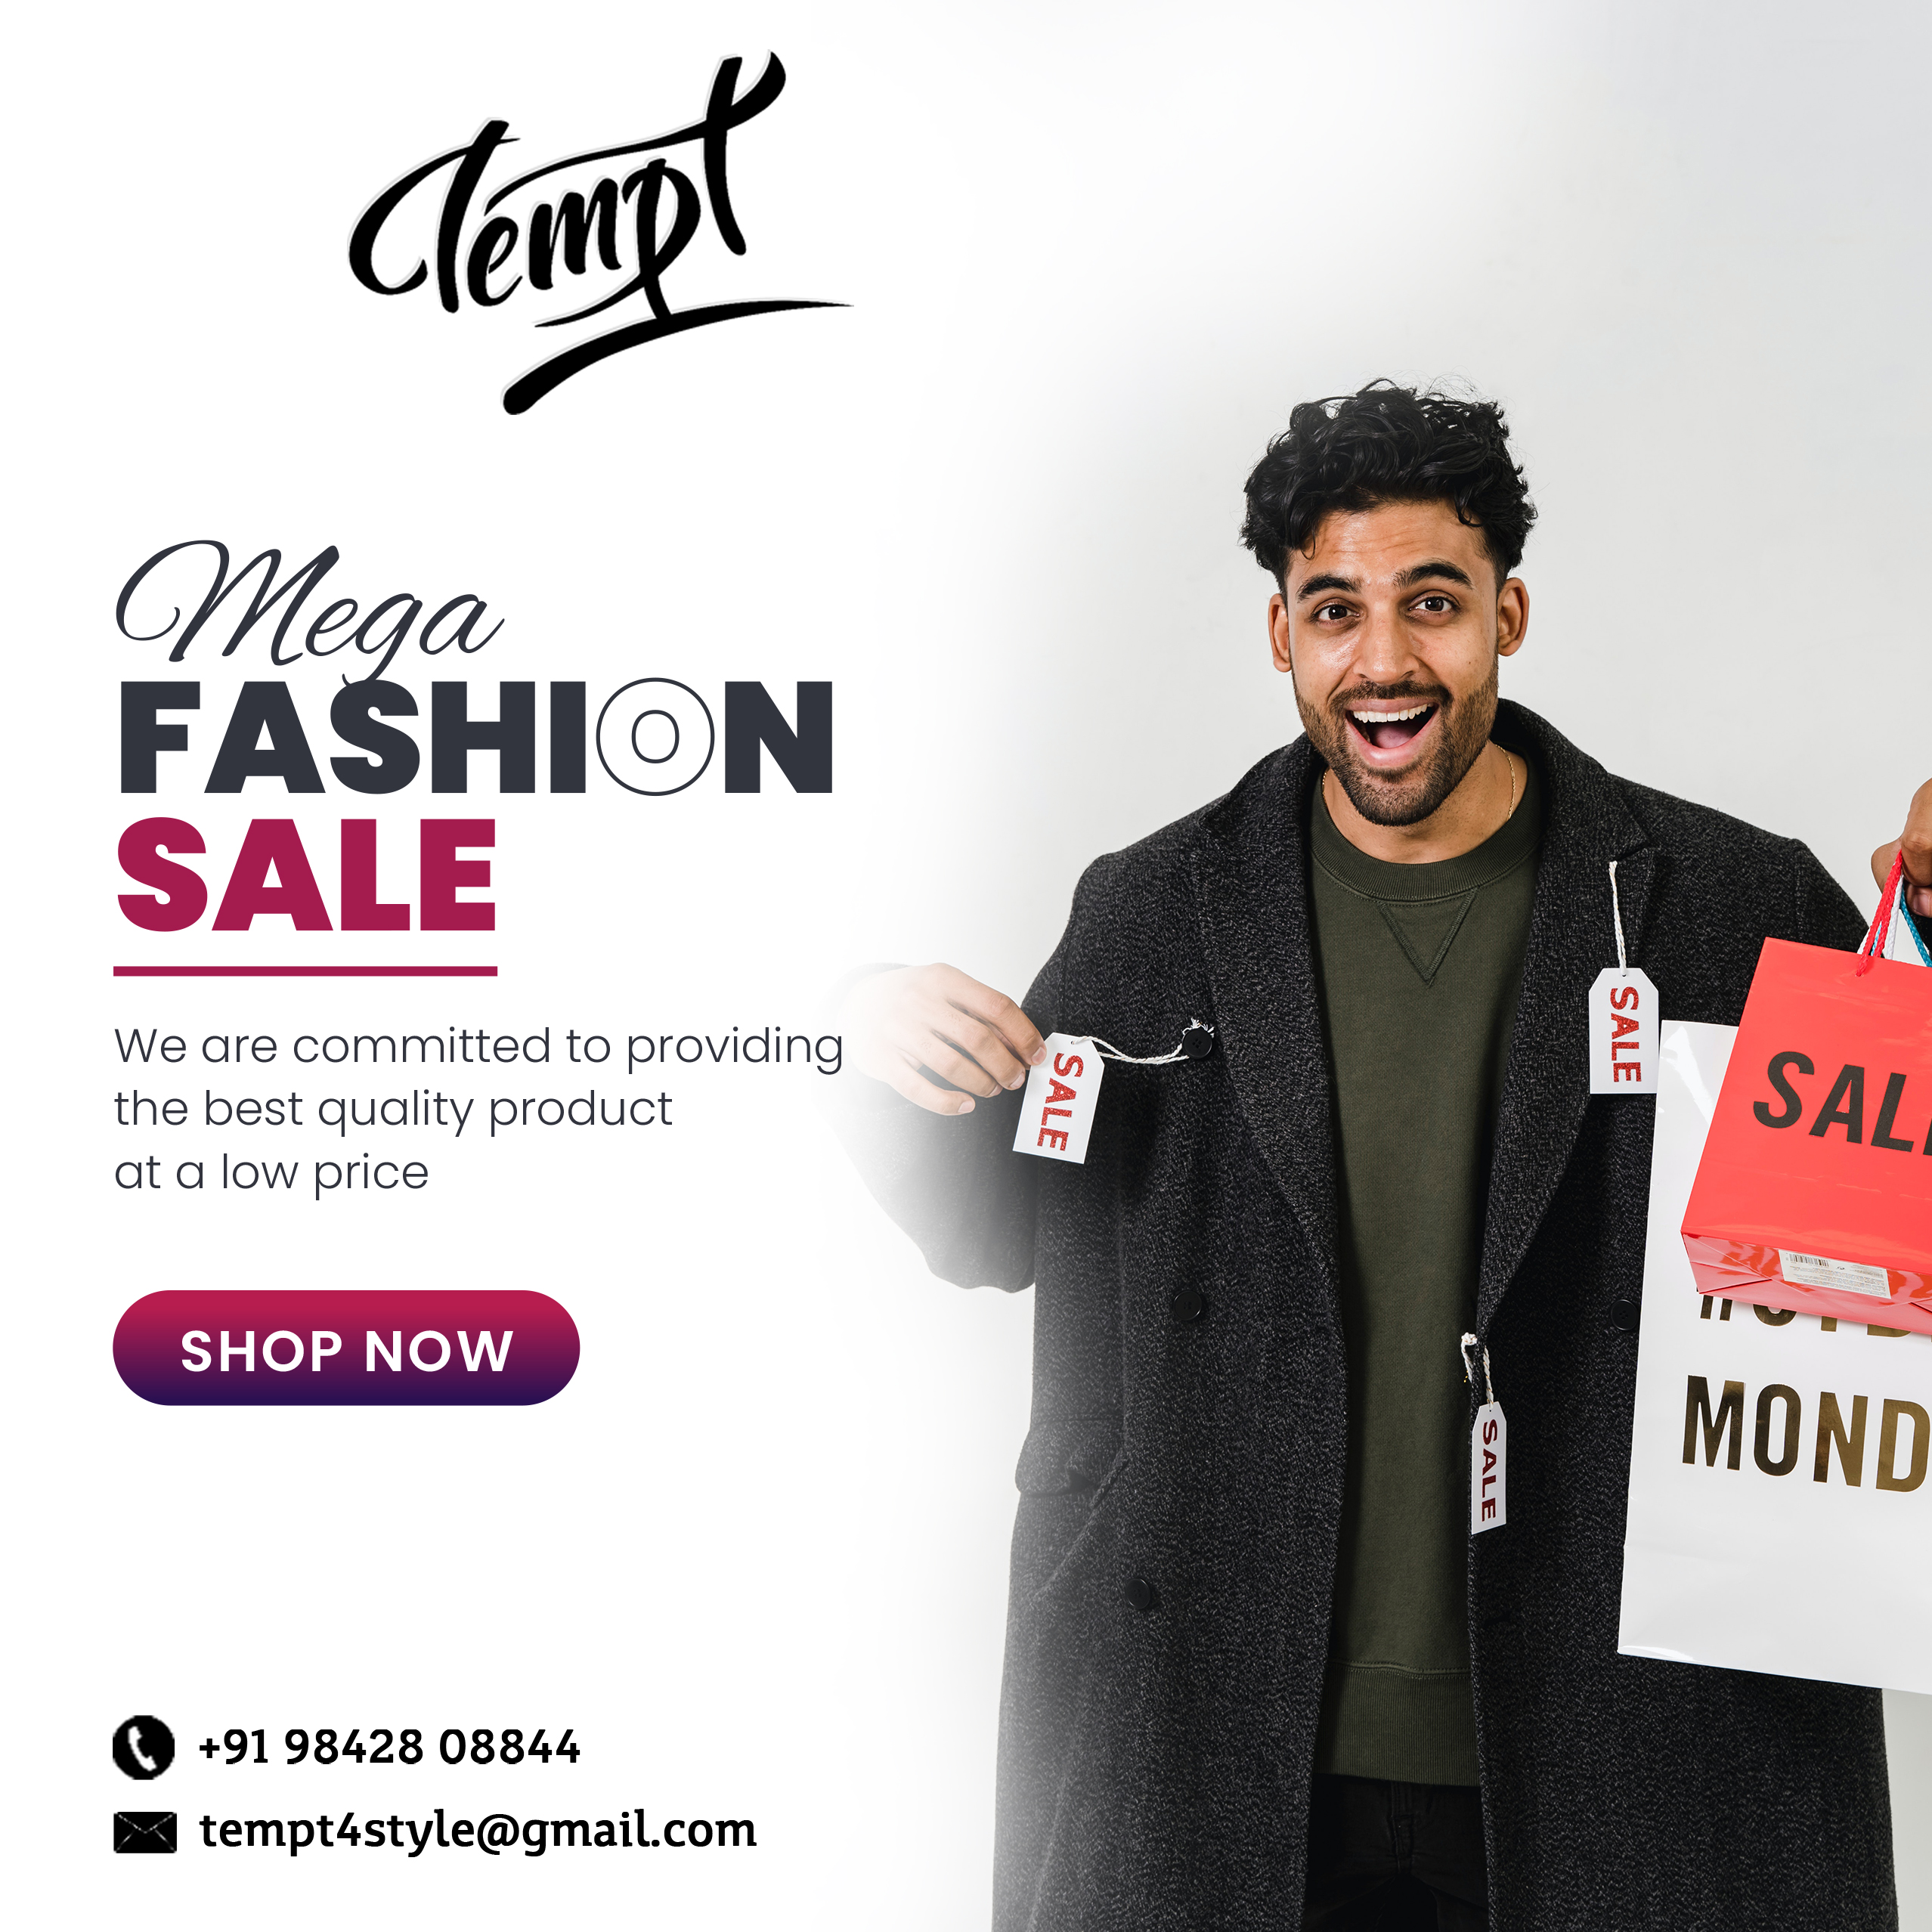 Tempt
Mega
FASHION
SALE
We are committed to providing
the best quality product
at a low price
SHOP NOW
+91 98428 08844
tempt4style@gmail.com
SALE
SALE
SALE
SAL
MOND